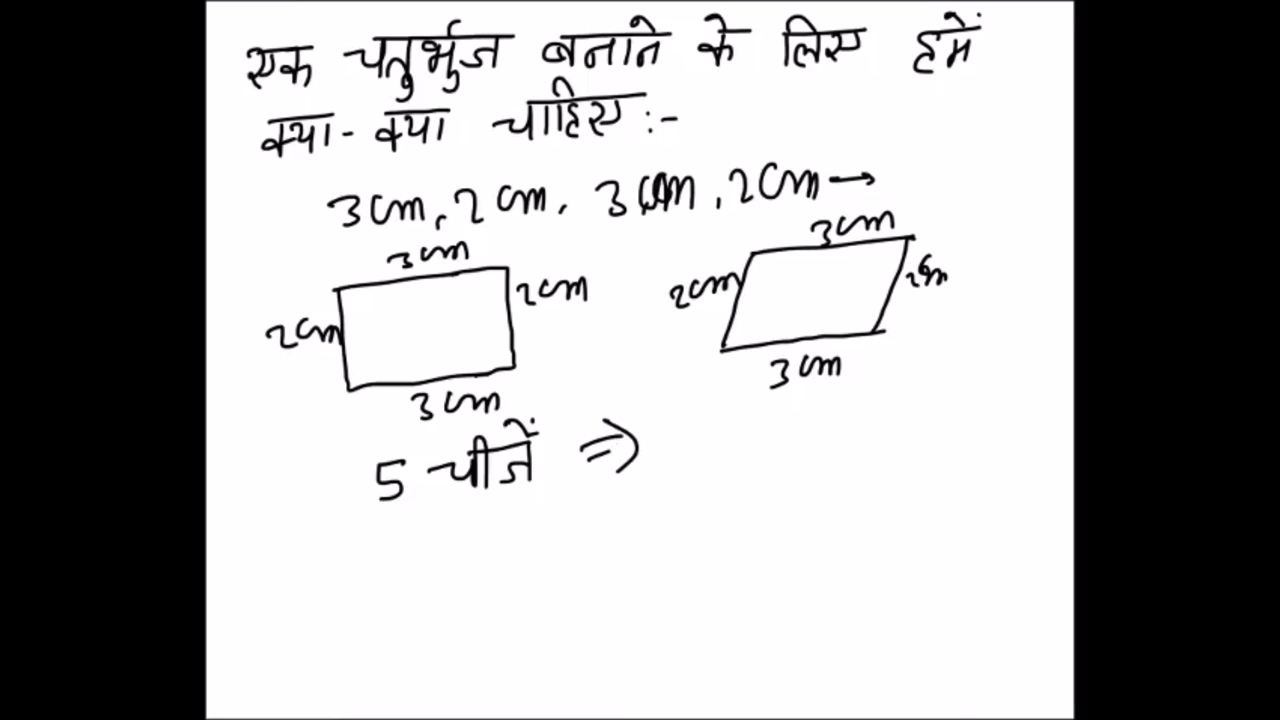 एक चतुर्भुज बनाने के लिए हमें
क्या-क्या चाहिए :-
3cm, 2cm, 3cm, 2cm →
3cm
3cm
2cm
2cm
2cm
2cm
3cm
3cm
5 चीजें ⇒